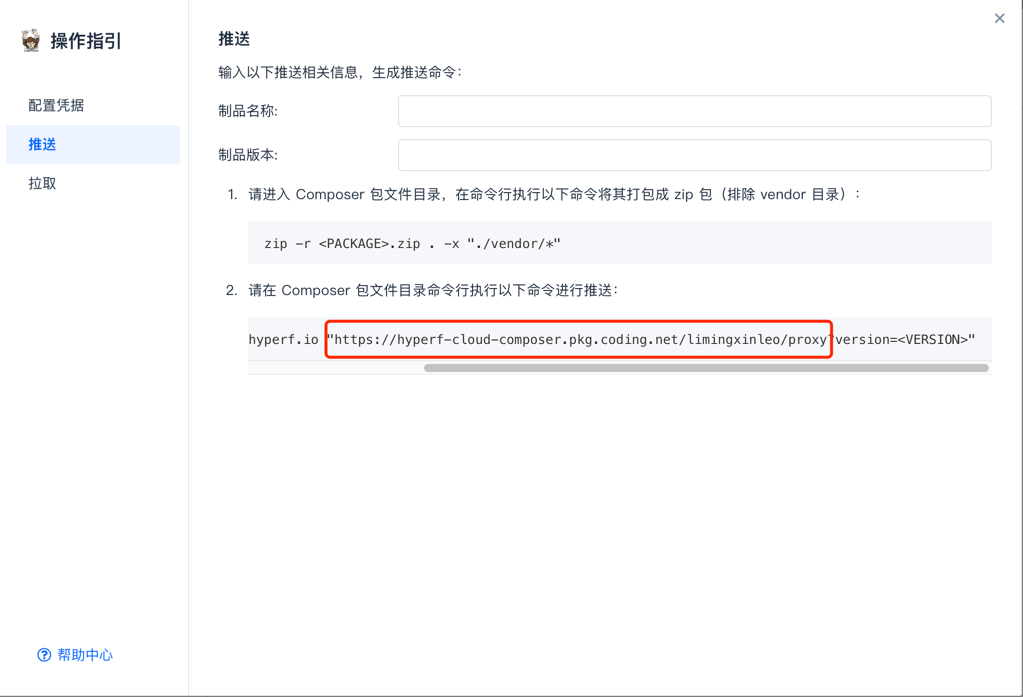 操作指引
配置凭据
推送
拉取
帮助中心
推送
输入以下推送相关信息，生成推送命令：
制品名称:
制品版本:
1. 请进入 Composer 包文件目录，在命令行执行以下命令将其打包成 zip 包（排除 vendor 目录）：
zip -r <PACKAGE>.zip . -x "./vendor/*"
2. 请在 Composer 包文件目录命令行执行以下命令进行推送：
hyperf.io "https://hyperf-cloud-composer.pkg.coding.net/limingxinleo/proxy?version=<VERSION>"